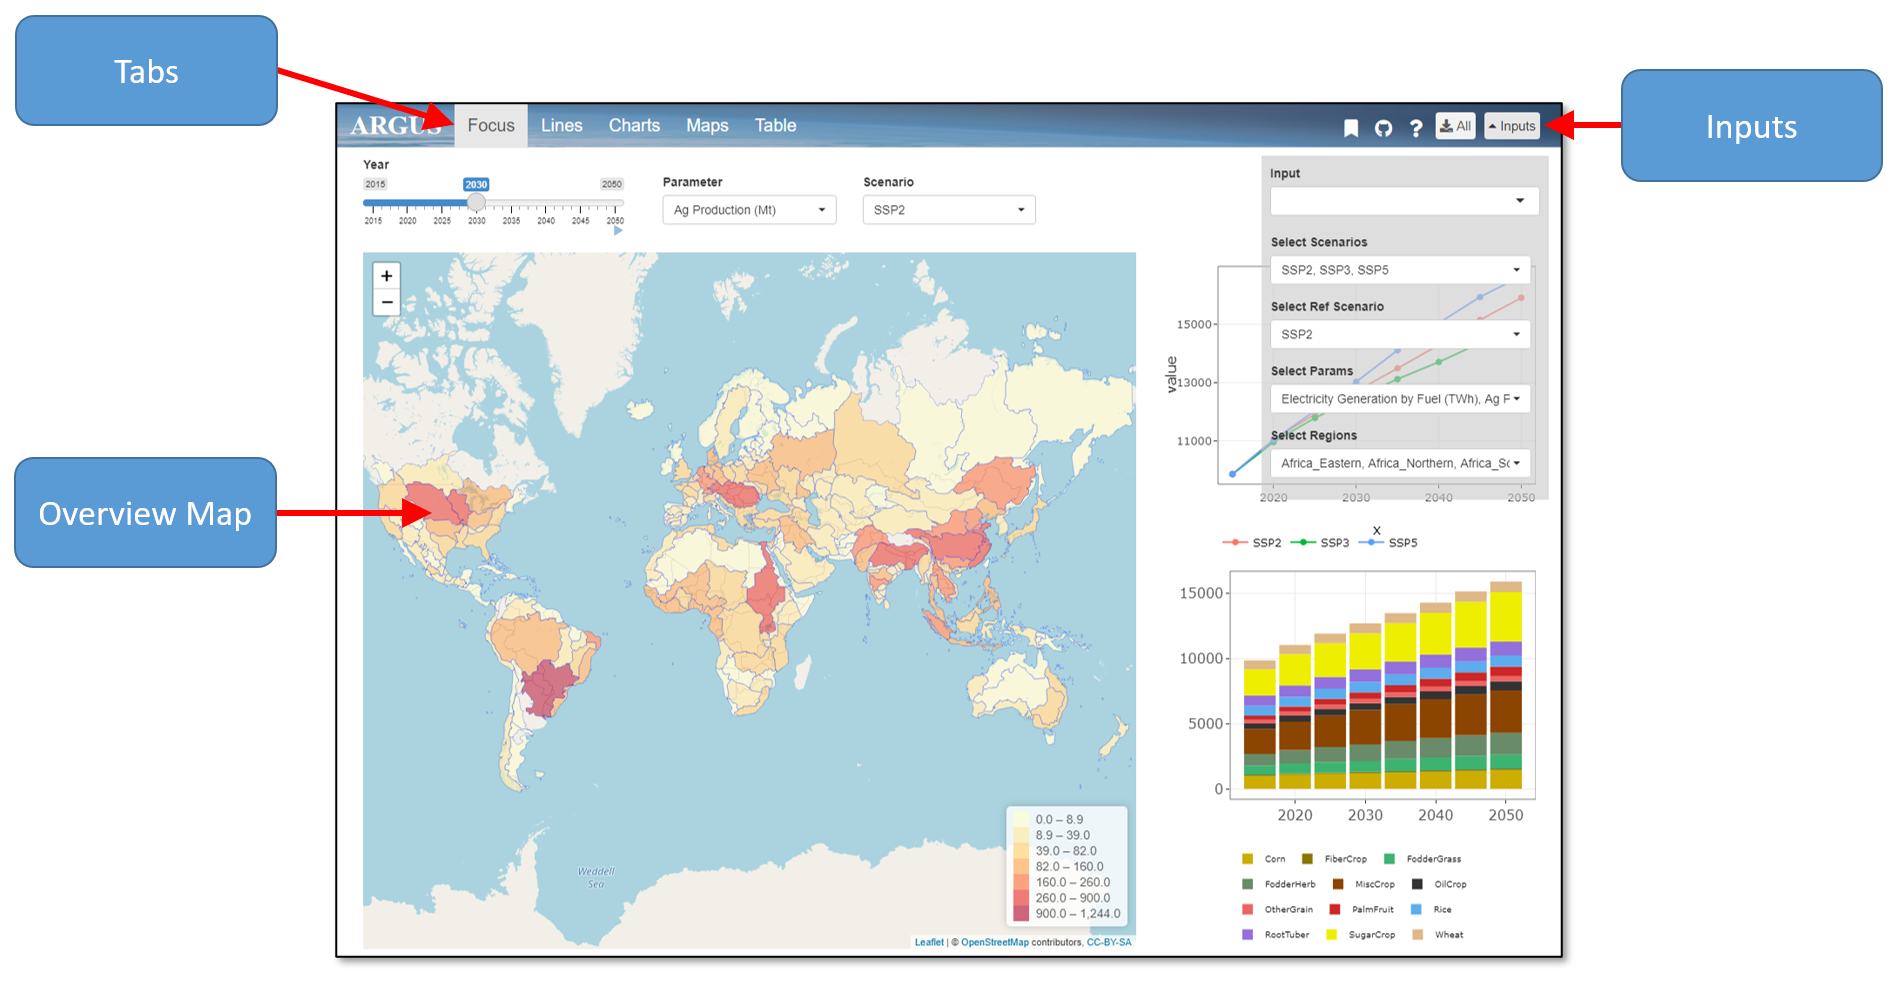 Tabs
Inputs
Overview Map
ARGUS Focus Lines Charts Maps Table
? All Inputs
Year
2015 2030 2050
2015 2020 2025 2030 2035 2040 2045 2050
Parameter
Ag Production (Mt)
Scenario
SSP2
+
−
Weddell
Sea
0.0 – 8.9
8.9 – 39.0
39.0 – 82.0
82.0 – 160.0
160.0 – 260.0
260.0 – 900.0
900.0 – 1,244.0
Leaflet | © OpenStreetMap contributors, CC-BY-SA
Input
Select Scenarios
SSP2, SSP3, SSP5
Select Ref Scenario
SSP2
Select Params
Electricity Generation by Fuel (TWh), Ag P
Select Regions
Africa_Eastern, Africa_Northern, Africa_So
value
15000
13000
11000
2020 2030 2040 2050
x
SSP2 SSP3 SSP5
15000
10000
5000
0
2020 2030 2040 2050
Corn FiberCrop FodderGrass
FodderHerb MiscCrop OilCrop
OtherGrain PalmFruit Rice
RootTuber SugarCrop Wheat